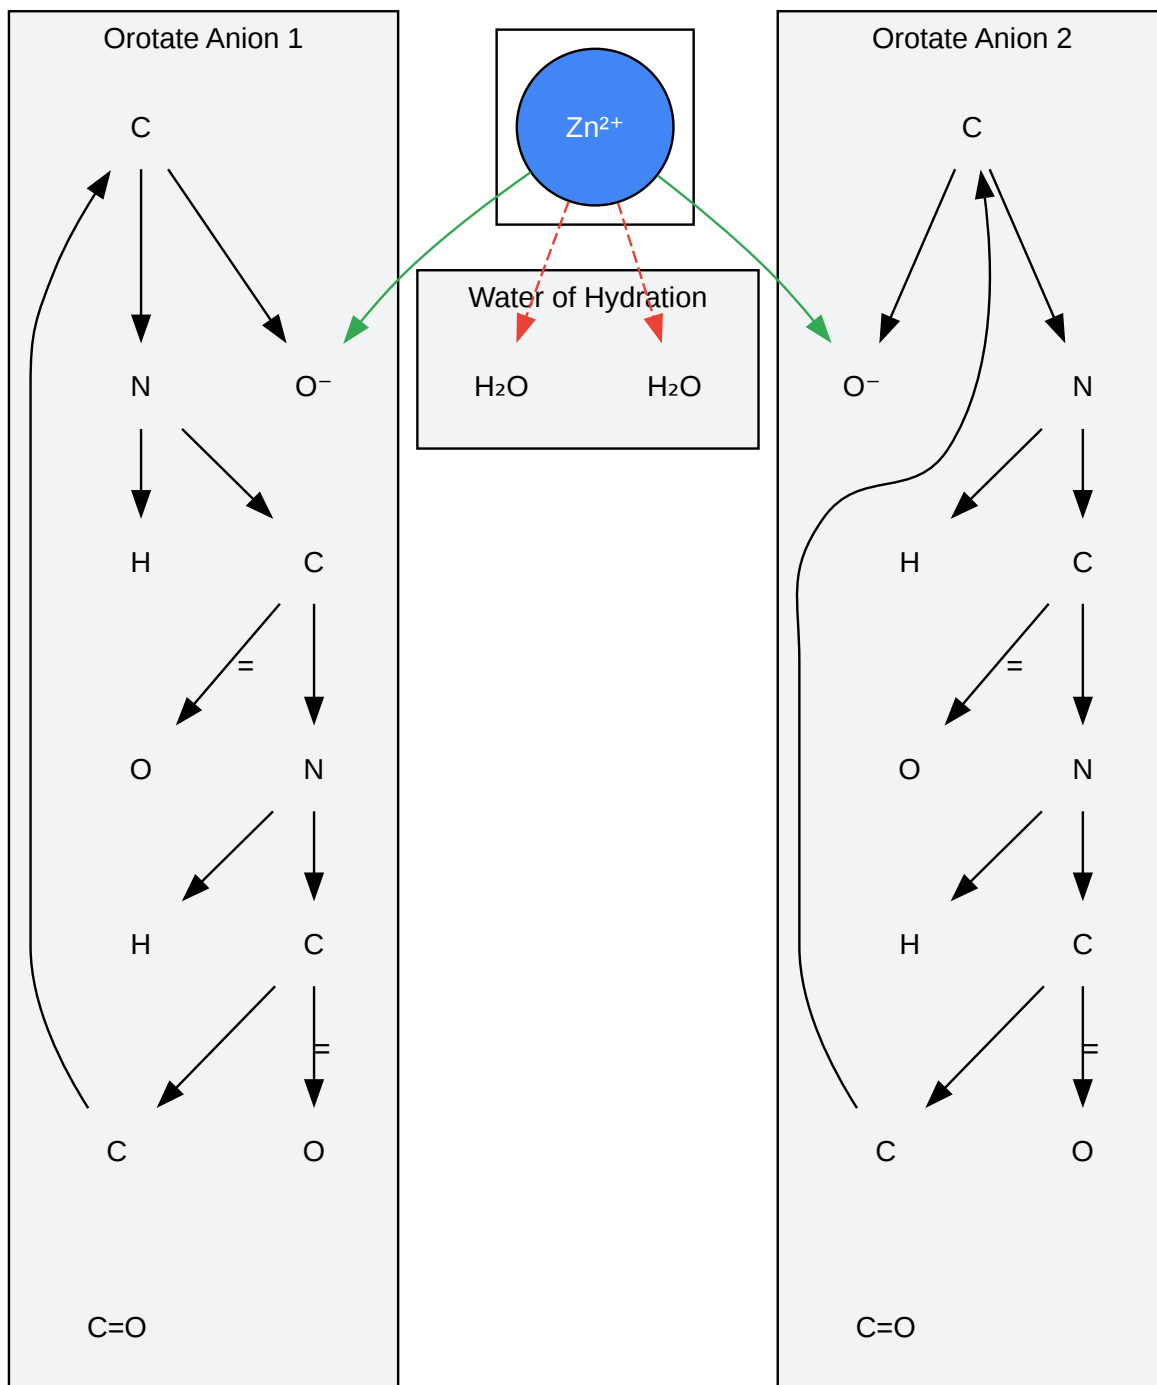 Orotate Anion 1
Orotate Anion 2
C
Zn²⁺
C
Water of Hydration
N
O⁻
H₂O
H₂O
O⁻
N
H
C
H
C
=
=
O
N
O
N
H
C
H
C
=
=
C
O
C
O
C=O
C=O